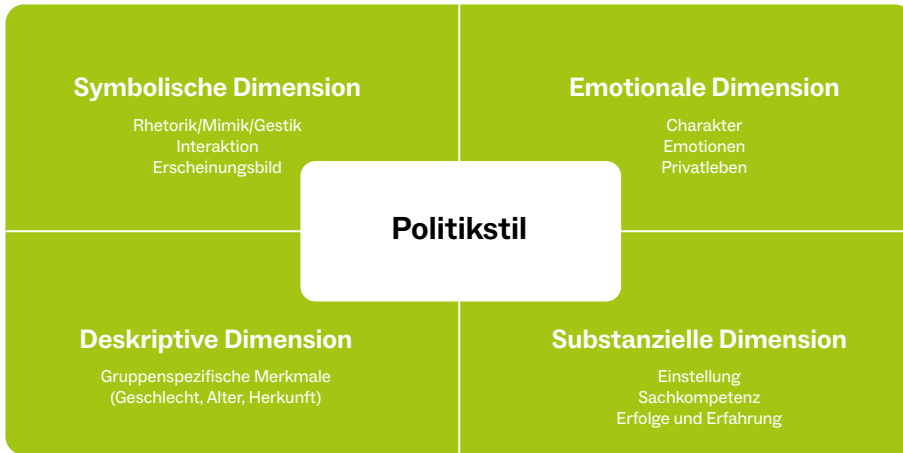 Symbolische Dimension
Rhetorik/Mimik/Gestik
Interaktion
Erscheinungsbild
Emotionale Dimension
Charakter
Emotionen
Privatleben
Politikstil
Deskriptive Dimension
Gruppenspezifische Merkmale
(Geschlecht, Alter, Herkunft)
Substanzielle Dimension
Einstellung
Sachkompetenz
Erfolge und Erfahrung